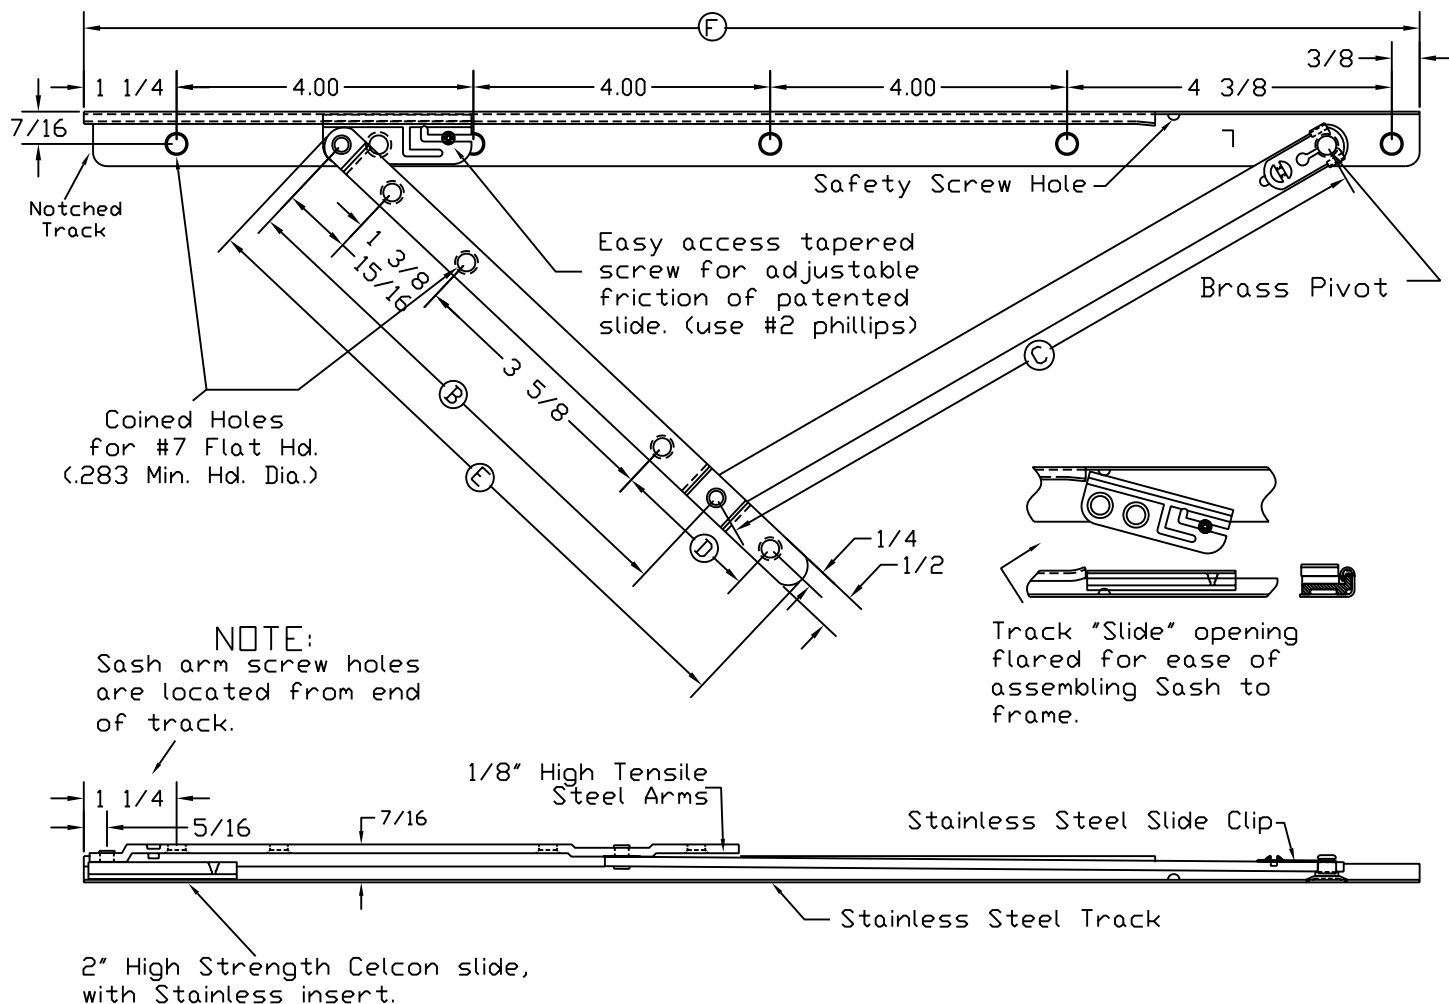 F
3/8
1 1/4
4.00
4.00
4.00
4 3/8
7/16
Notched
Track
Safety Screw Hole
Easy access tapered
screw for adjustable
friction of patented
slide. (use #2 phillips)
Brass Pivot
1 3/8
15/16
3 5/8
B
C
E
D
Coined Holes
for #7 Flat Hd.
(.283 Min. Hd. Dia.)
1/4
1/2
Track "Slide" opening
flared for ease of
assembling Sash to
frame.
NOTE:
Sash arm screw holes
are located from end
of track.
1 1/4
5/16
7/16
1/8" High Tensile
Steel Arms
Stainless Steel Slide Clip
Stainless Steel Track
2" High Strength Celcon slide,
with Stainless insert.